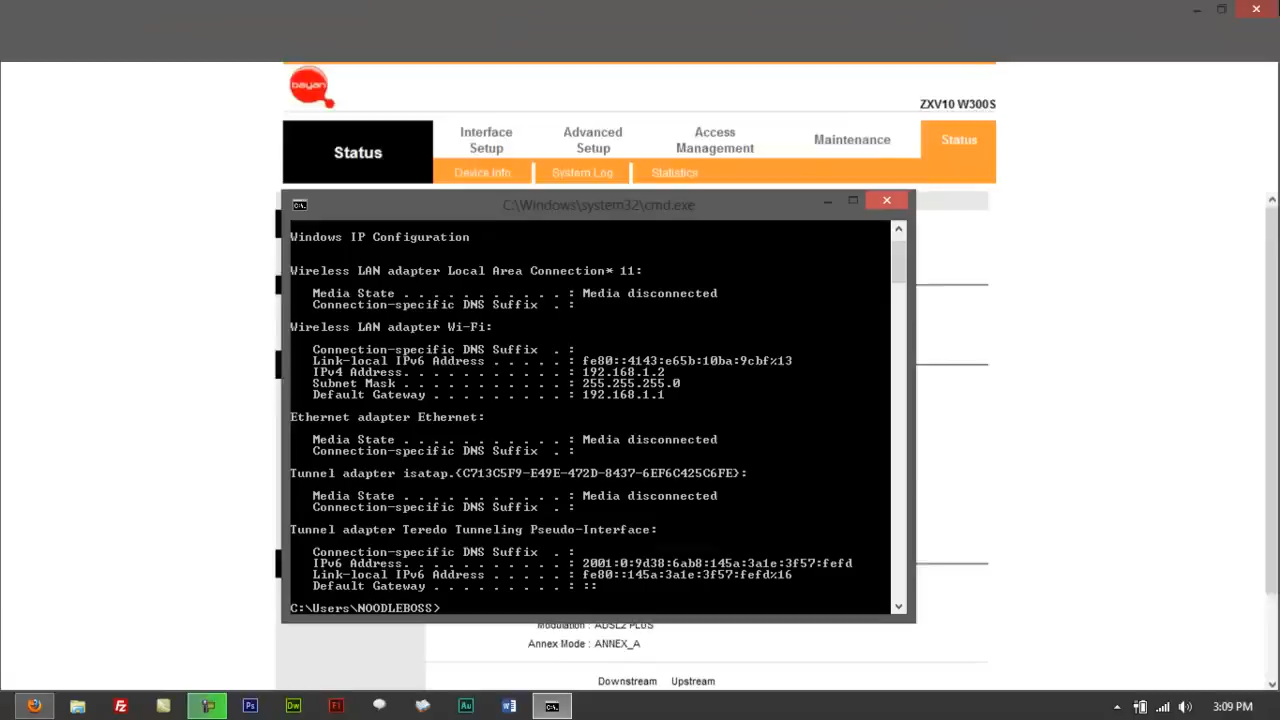 Dayan
ZXV10 W300S
Status
Interface Setup
Advanced Setup
Access Management
Maintenance
Status
Device Info
System Log
Statistics
C:\Windows\system32\cmd.exe
Windows IP Configuration
Wireless LAN adapter Local Area Connection* 11:
Media State . . . . . . . . . . . : Media disconnected
Connection-specific DNS Suffix  . :
Wireless LAN adapter Wi-Fi:
Connection-specific DNS Suffix  . :
Link-local IPv6 Address . . . . . : fe80::4143:e65b:10ba:9cbf%13
IPv4 Address. . . . . . . . . . . : 192.168.1.2
Subnet Mask . . . . . . . . . . . : 255.255.255.0
Default Gateway . . . . . . . . . : 192.168.1.1
Ethernet adapter Ethernet:
Media State . . . . . . . . . . . : Media disconnected
Connection-specific DNS Suffix  . :
Tunnel adapter isatap.{C713C5F9-E49E-472D-8437-6EF6C425C6FE}:
Media State . . . . . . . . . . . : Media disconnected
Connection-specific DNS Suffix  . :
Tunnel adapter Teredo Tunneling Pseudo-Interface:
Connection-specific DNS Suffix  . :
IPv6 Address. . . . . . . . . . . : 2001:0:9d38:6ab8:145a:3a1e:3f57:fefd
Link-local IPv6 Address . . . . . : fe80::145a:3a1e:3f57:fefd%16
Default Gateway . . . . . . . . . : ::
C:\Users\NOODLEBOSS>
Modulation : ADSL2 PLUS
Annex Mode : ANNEX_A
Downstream Upstream
3:09 PM